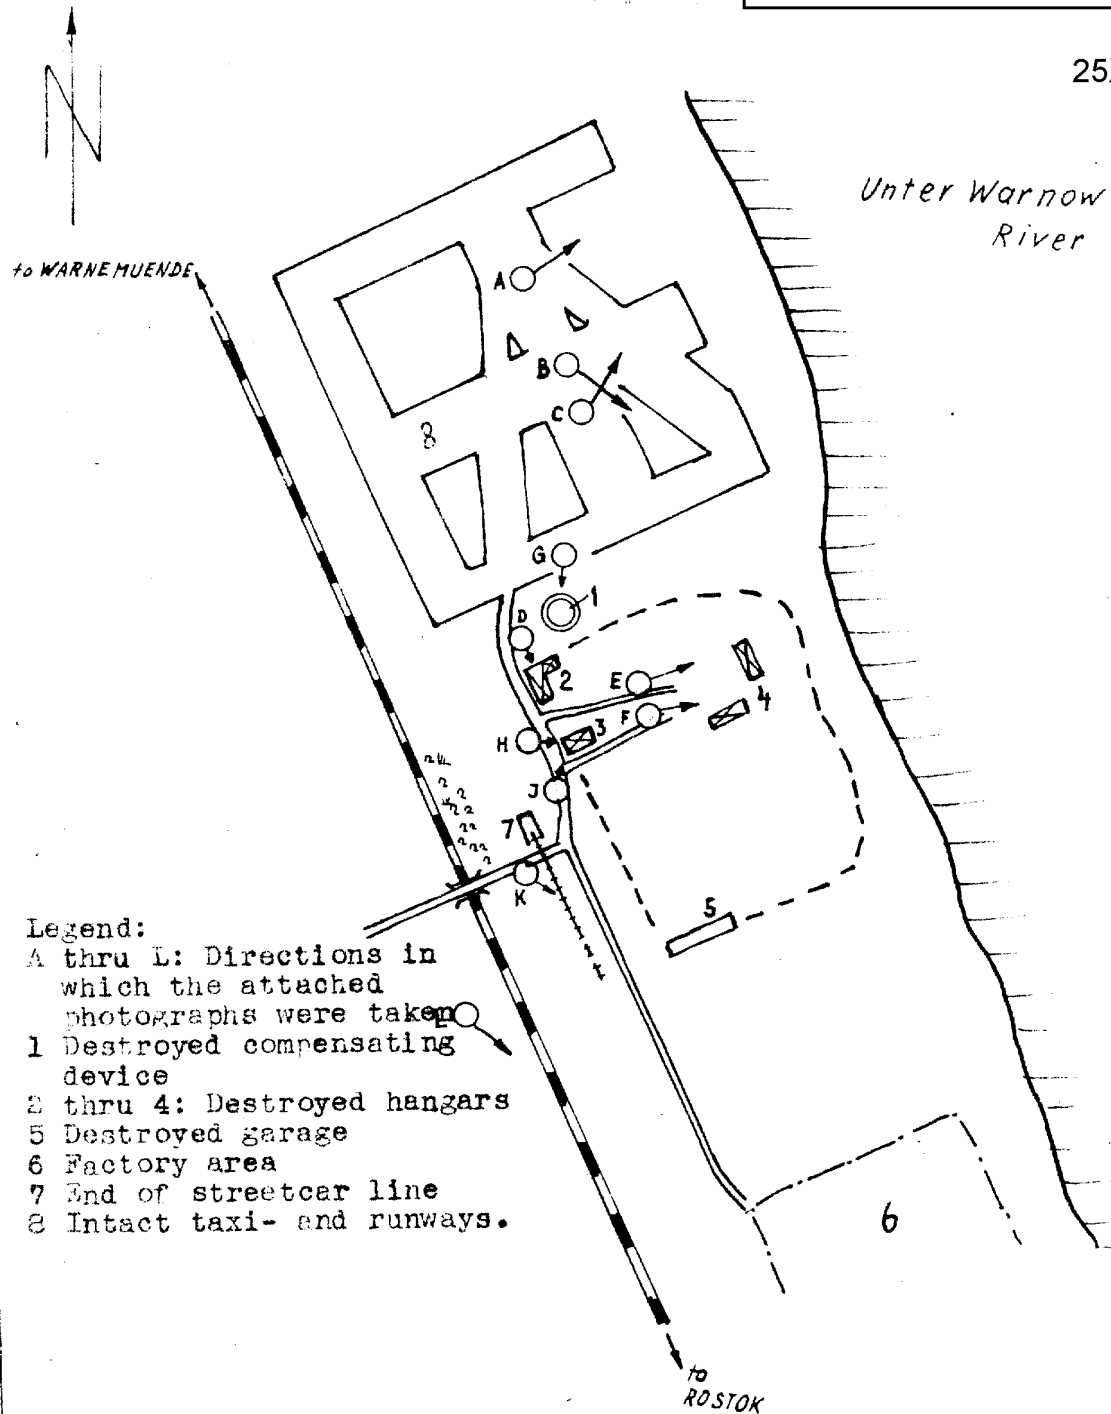 25
N
Unter Warnow
River
to WARNEMUENDE
A
B
C
8
G
1
D
2
E
4
F
3
H
J
7
K
5
Legend:
A thru L: Directions in
which the attached
photographs were taken
L
1 Destroyed compensating
device
2 thru 4: Destroyed hangars
5 Destroyed garage
6 Factory area
7 End of streetcar line
8 Intact taxi- and runways.
6
to
ROSTOK